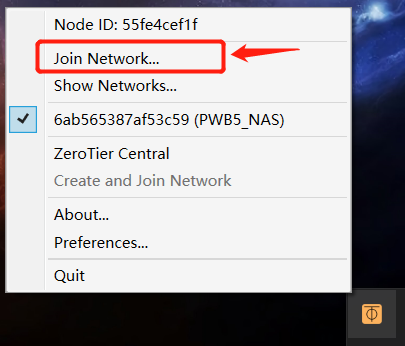 Node ID: 55fe4cef1f
Join Network...
Show Networks...
6ab565387af53c59 (PWB5_NAS)
ZeroTier Central
Create and Join Network
About...
Preferences...
Quit